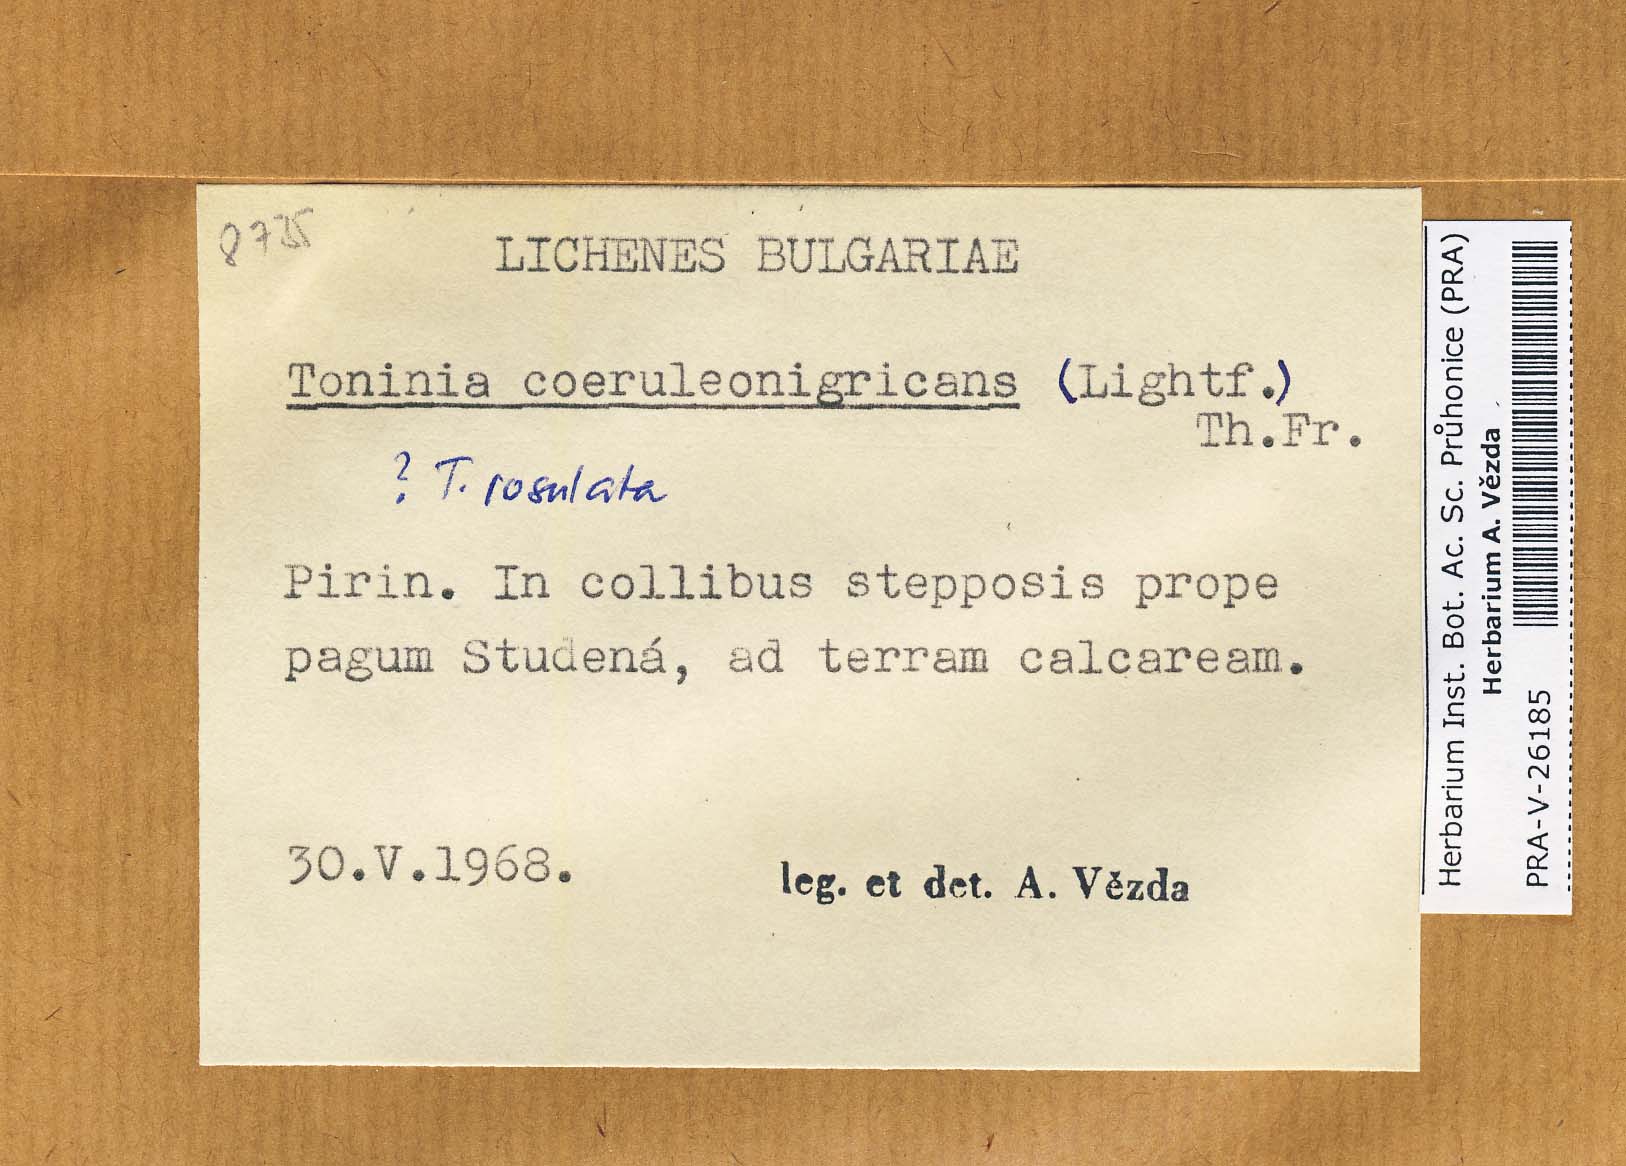 8735
LICHENES BULGARIAE
Toninia coeruleonigricans (Lightf.)
Th.Fr.
? T. rosulata
Pirin. In collibus stepposis prope
pagum Studená, ad terram calcaream.
30.V.1968.
leg. et det. A. Vězda
Herbarium Inst. Bot. Ac. Sc. Průhonice (PRA)
Herbarium A. Vězda
PRA-V-26185